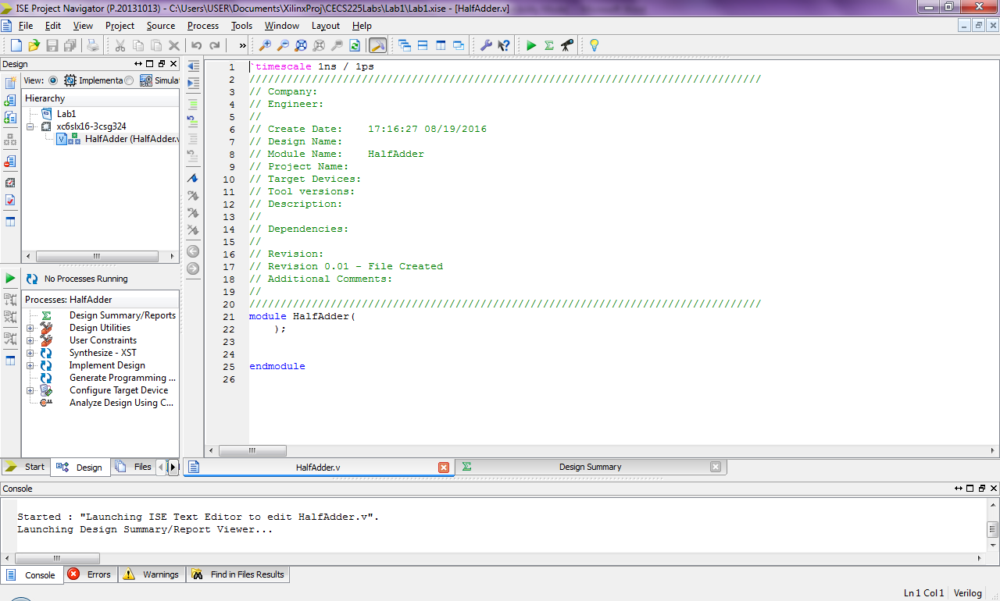 ISE Project Navigator (P.20131013) - C:\Users\USER\Documents\XilinxProj\CECS225Labs\Lab1\Lab1.xise - [HalfAdder.v]
File Edit View Project Source Process Tools Window Layout Help
Design
View: Implementa Simula
Hierarchy
Lab1
xc6slx16-3csg324
HalfAdder (HalfAdder.v
No Processes Running
Processes: HalfAdder
Design Summary/Reports
Design Utilities
User Constraints
Synthesize - XST
Implement Design
Generate Programming ...
Configure Target Device
Analyze Design Using C...
Start Design Files
1 `timescale 1ns / 1ps
2 //////////////////////////////////////////////////////////////////////////////////
3 // Company:
4 // Engineer:
5 //
6 // Create Date:    17:16:27 08/19/2016
7 // Design Name:
8 // Module Name:    HalfAdder
9 // Project Name:
10 // Target Devices:
11 // Tool versions:
12 // Description:
13 //
14 // Dependencies:
15 //
16 // Revision:
17 // Revision 0.01 - File Created
18 // Additional Comments:
19 //
20 //////////////////////////////////////////////////////////////////////////////////
21 module HalfAdder(
22     );
23
24
25 endmodule
26
HalfAdder.v Design Summary
Console
Started : "Launching ISE Text Editor to edit HalfAdder.v".
Launching Design Summary/Report Viewer...
Console Errors Warnings Find in Files Results
Ln 1 Col 1 Verilog